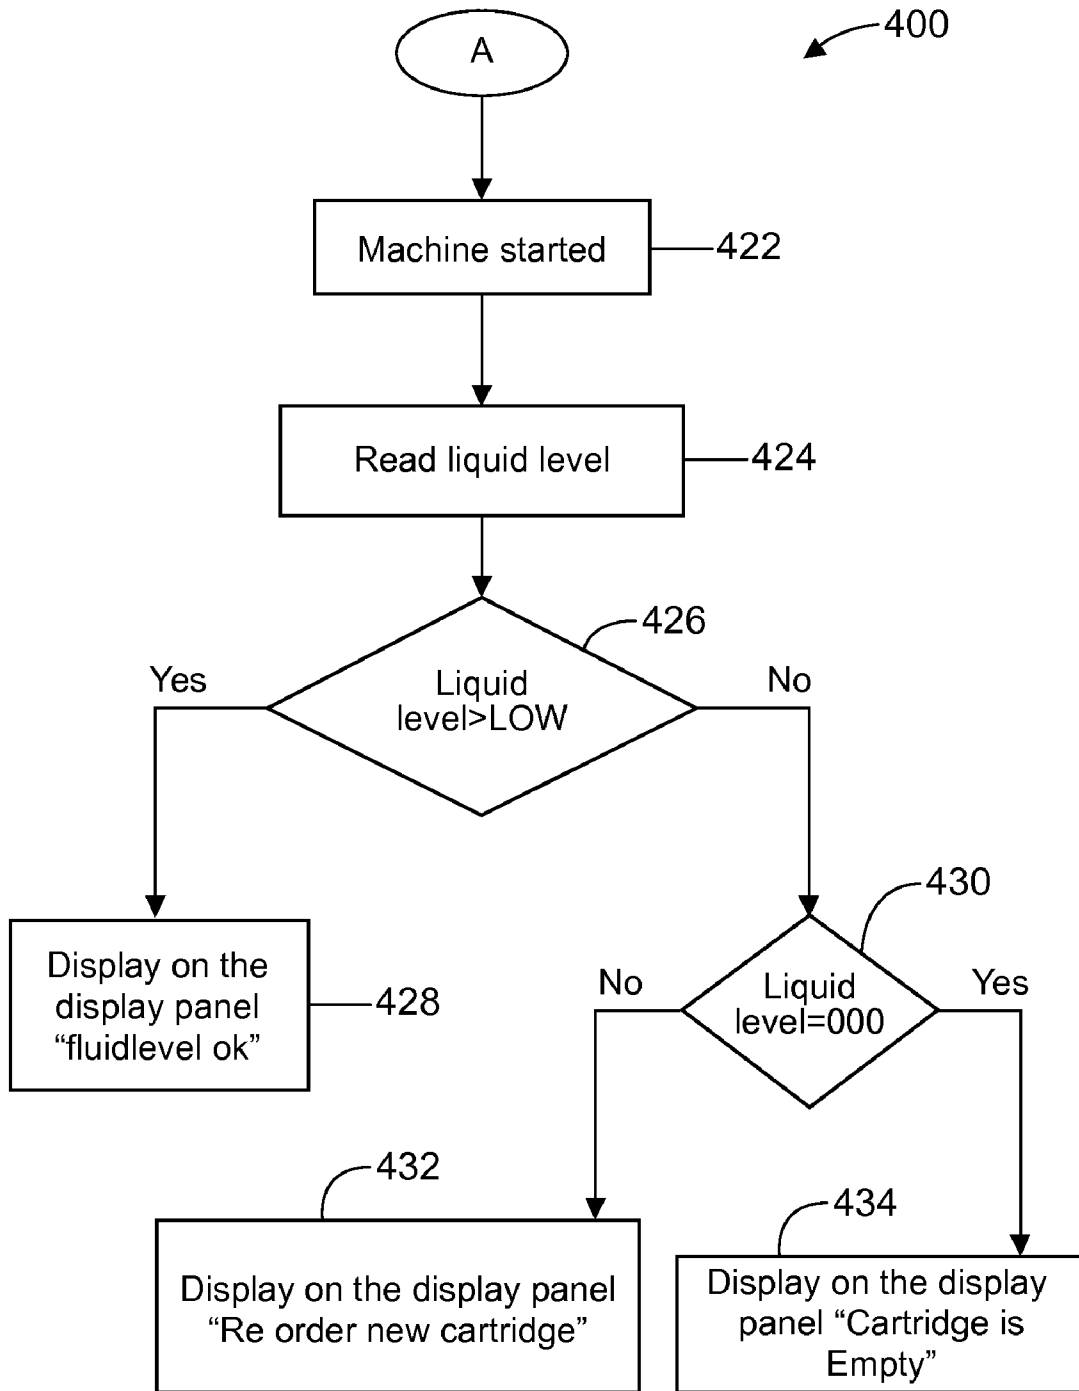 A
400
Machine started
422
Read liquid level
424
426
Yes
No
Liquid
level>LOW
430
Display on the
display panel
“fluidlevel ok”
428
No
Yes
Liquid
level=000
432
434
Display on the display panel
“Re order new cartridge”
Display on the display
panel “Cartridge is
Empty”